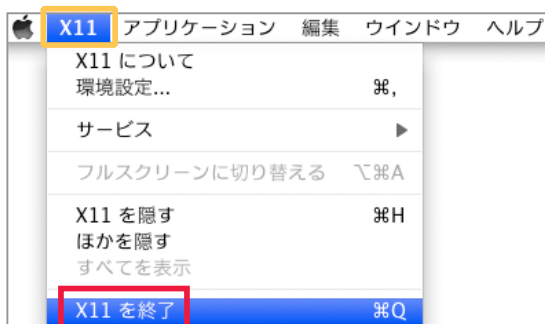 X11 アプリケーション 編集 ウインドウ ヘルプ
X11 について
環境設定... ⌘,
サービス ▶
フルスクリーンに切り替える ⌥⌘A
X11 を隠す ⌘H
ほかを隠す
すべてを表示
X11 を終了 ⌘Q